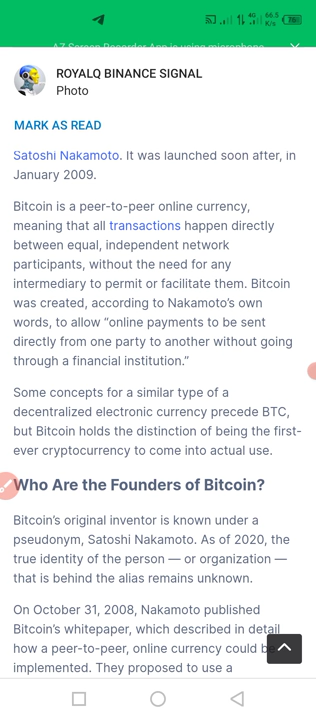 4G 66.5 K/s
AZ Screen Recorder App is using microphone
ROYALQ BINANCE SIGNAL
Photo
MARK AS READ
Satoshi Nakamoto. It was launched soon after, in
January 2009.
Bitcoin is a peer-to-peer online currency,
meaning that all transactions happen directly
between equal, independent network
participants, without the need for any
intermediary to permit or facilitate them. Bitcoin
was created, according to Nakamoto’s own
words, to allow “online payments to be sent
directly from one party to another without going
through a financial institution.”
Some concepts for a similar type of a
decentralized electronic currency precede BTC,
but Bitcoin holds the distinction of being the first-
ever cryptocurrency to come into actual use.
Who Are the Founders of Bitcoin?
Bitcoin’s original inventor is known under a
pseudonym, Satoshi Nakamoto. As of 2020, the
true identity of the person — or organization —
that is behind the alias remains unknown.
On October 31, 2008, Nakamoto published
Bitcoin’s whitepaper, which described in detail
how a peer-to-peer, online currency could be
implemented. They proposed to use a